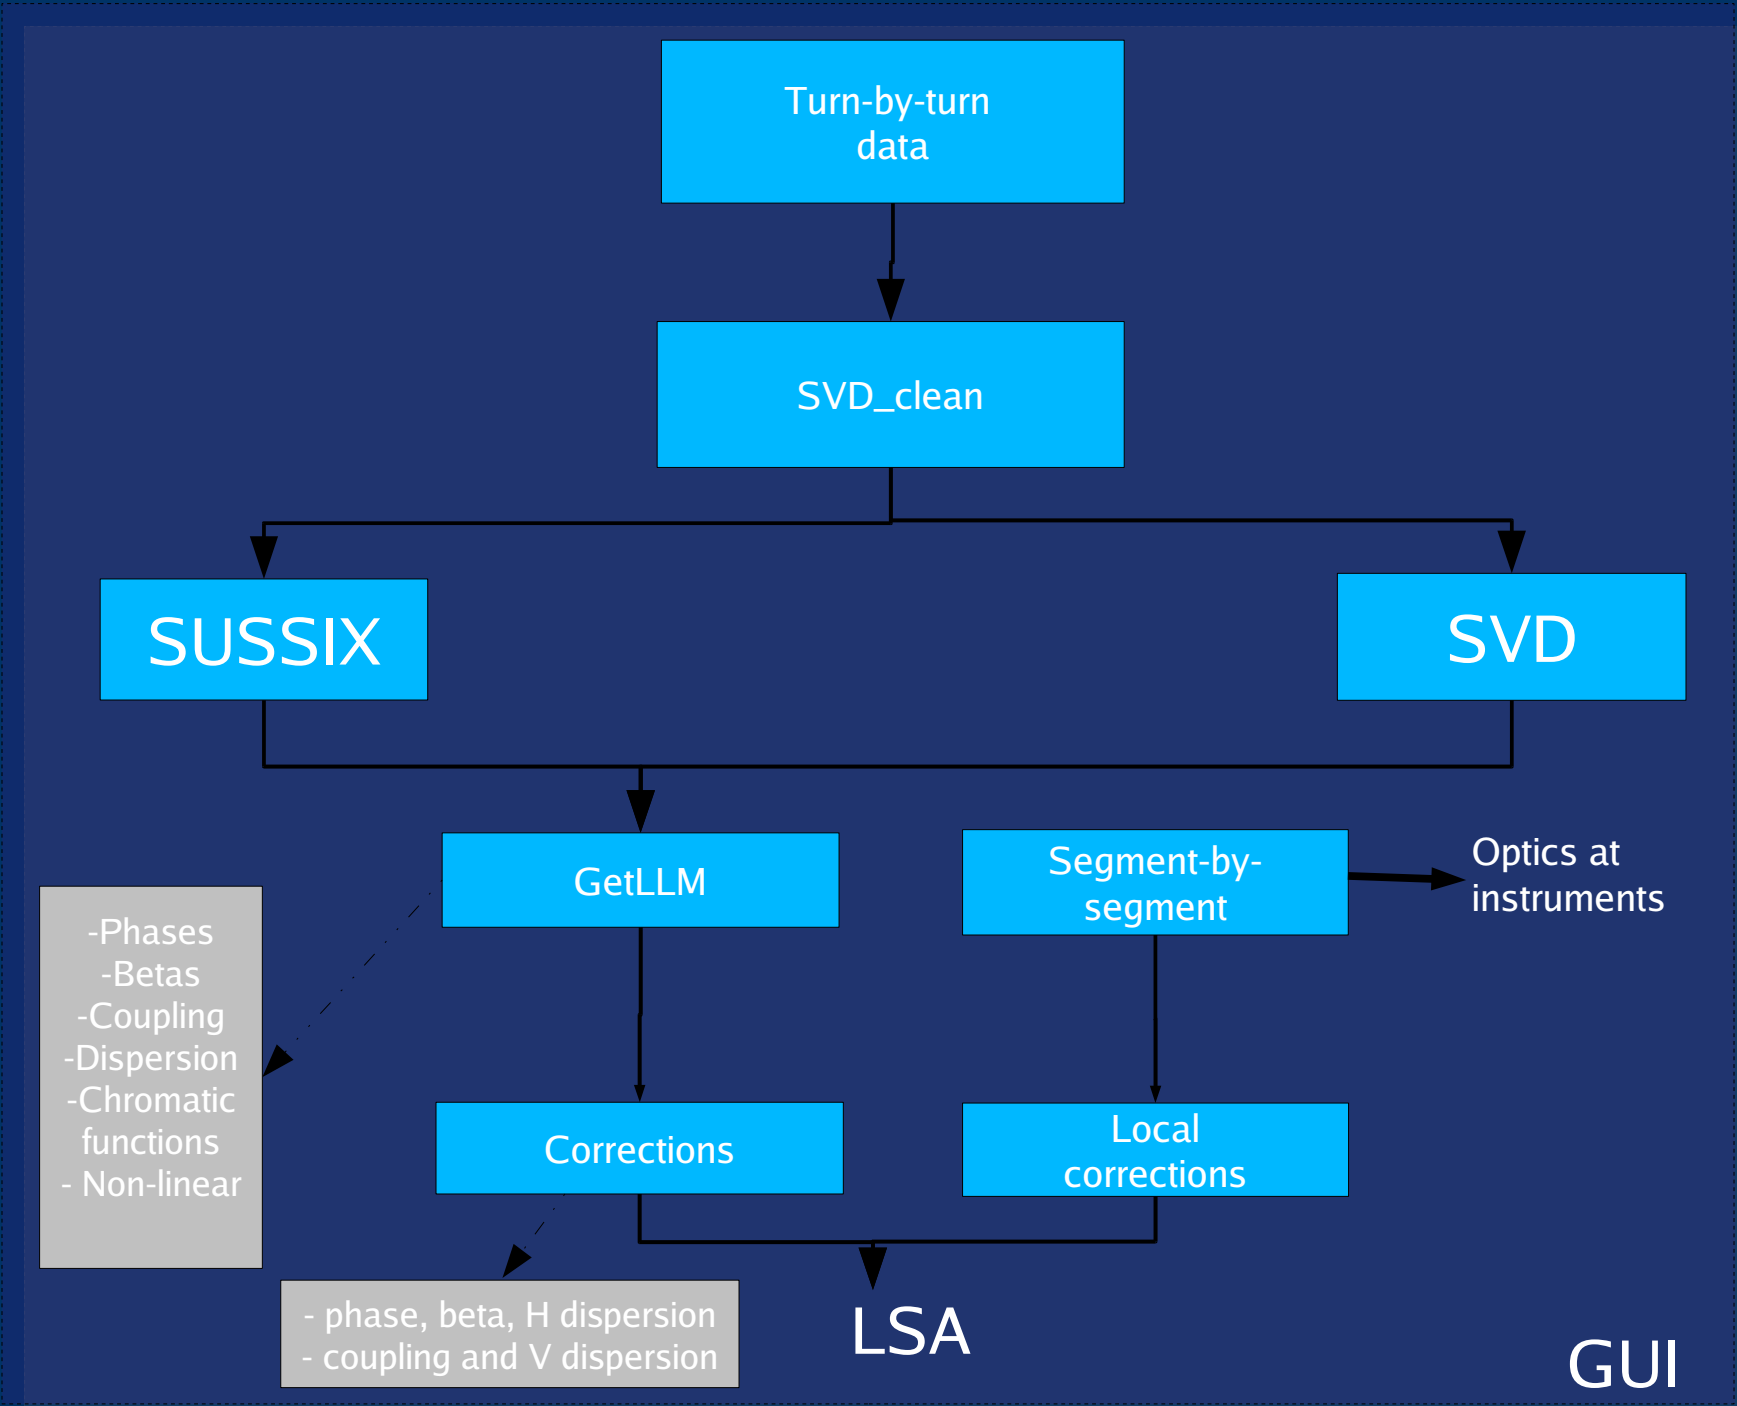 Turn-by-turn
data
SVD_clean
SUSSIX
SVD
GetLLM
Segment-by-
segment
Optics at
instruments
-Phases
-Betas
-Coupling
-Dispersion
-Chromatic
functions
- Non-linear
Corrections
Local
corrections
- phase, beta, H dispersion
- coupling and V dispersion
LSA
GUI